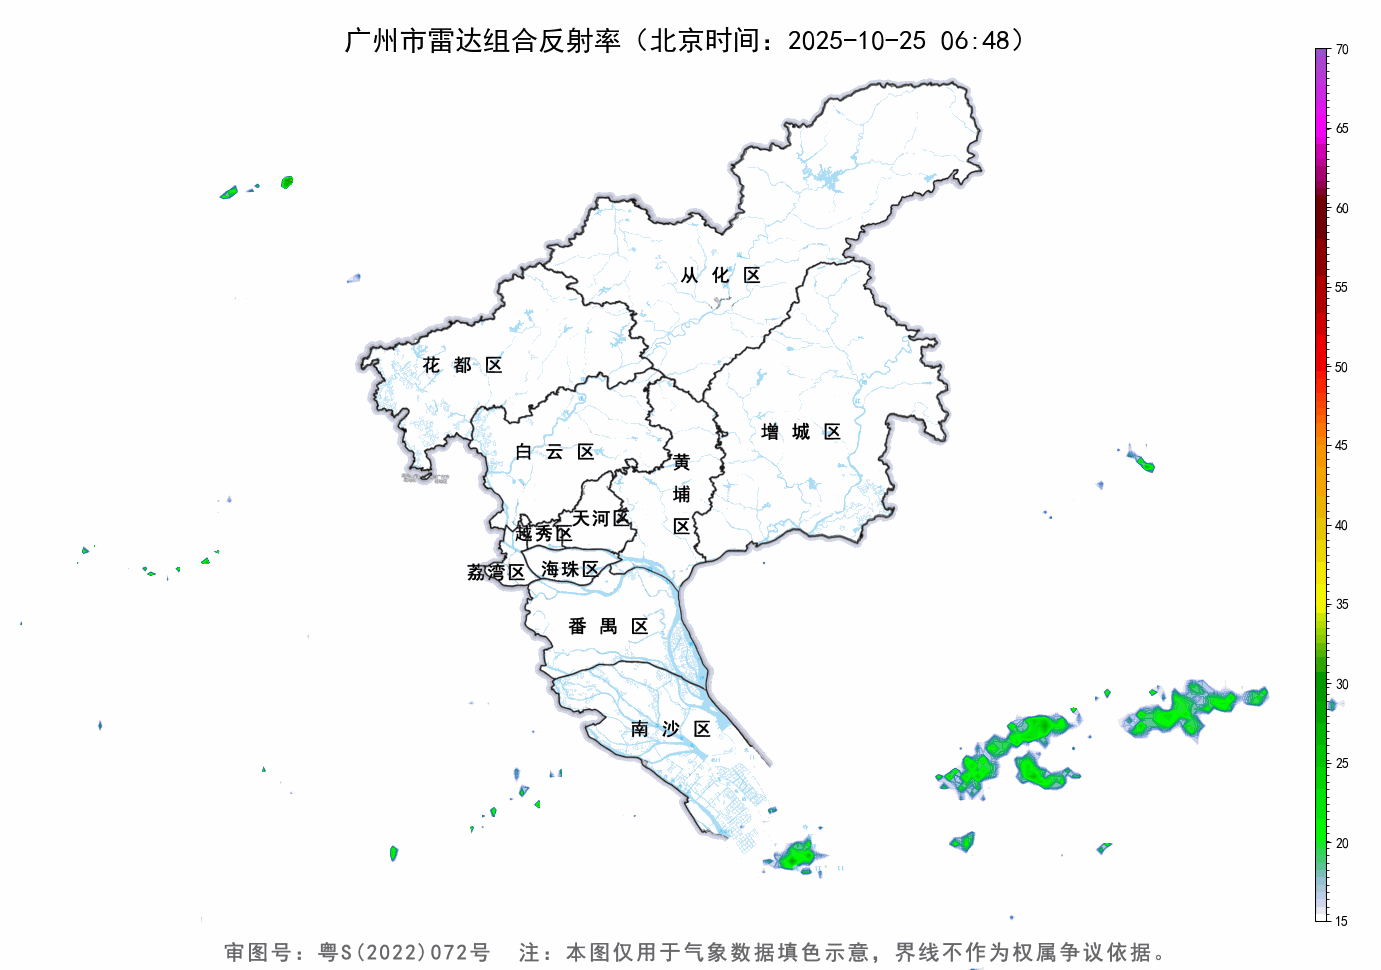 广州市雷达组合反射率（北京时间：2025-10-25 06:48）
70
65
60
55
50
45
40
35
30
25
20
15
从化区
花都区
增城区
白云区
黄埔区
天河区
越秀区
荔湾区
海珠区
番禺区
南沙区
审图号：粤S(2022)072号 注：本图仅用于气象数据填色示意，界线不作为权属争议依据。